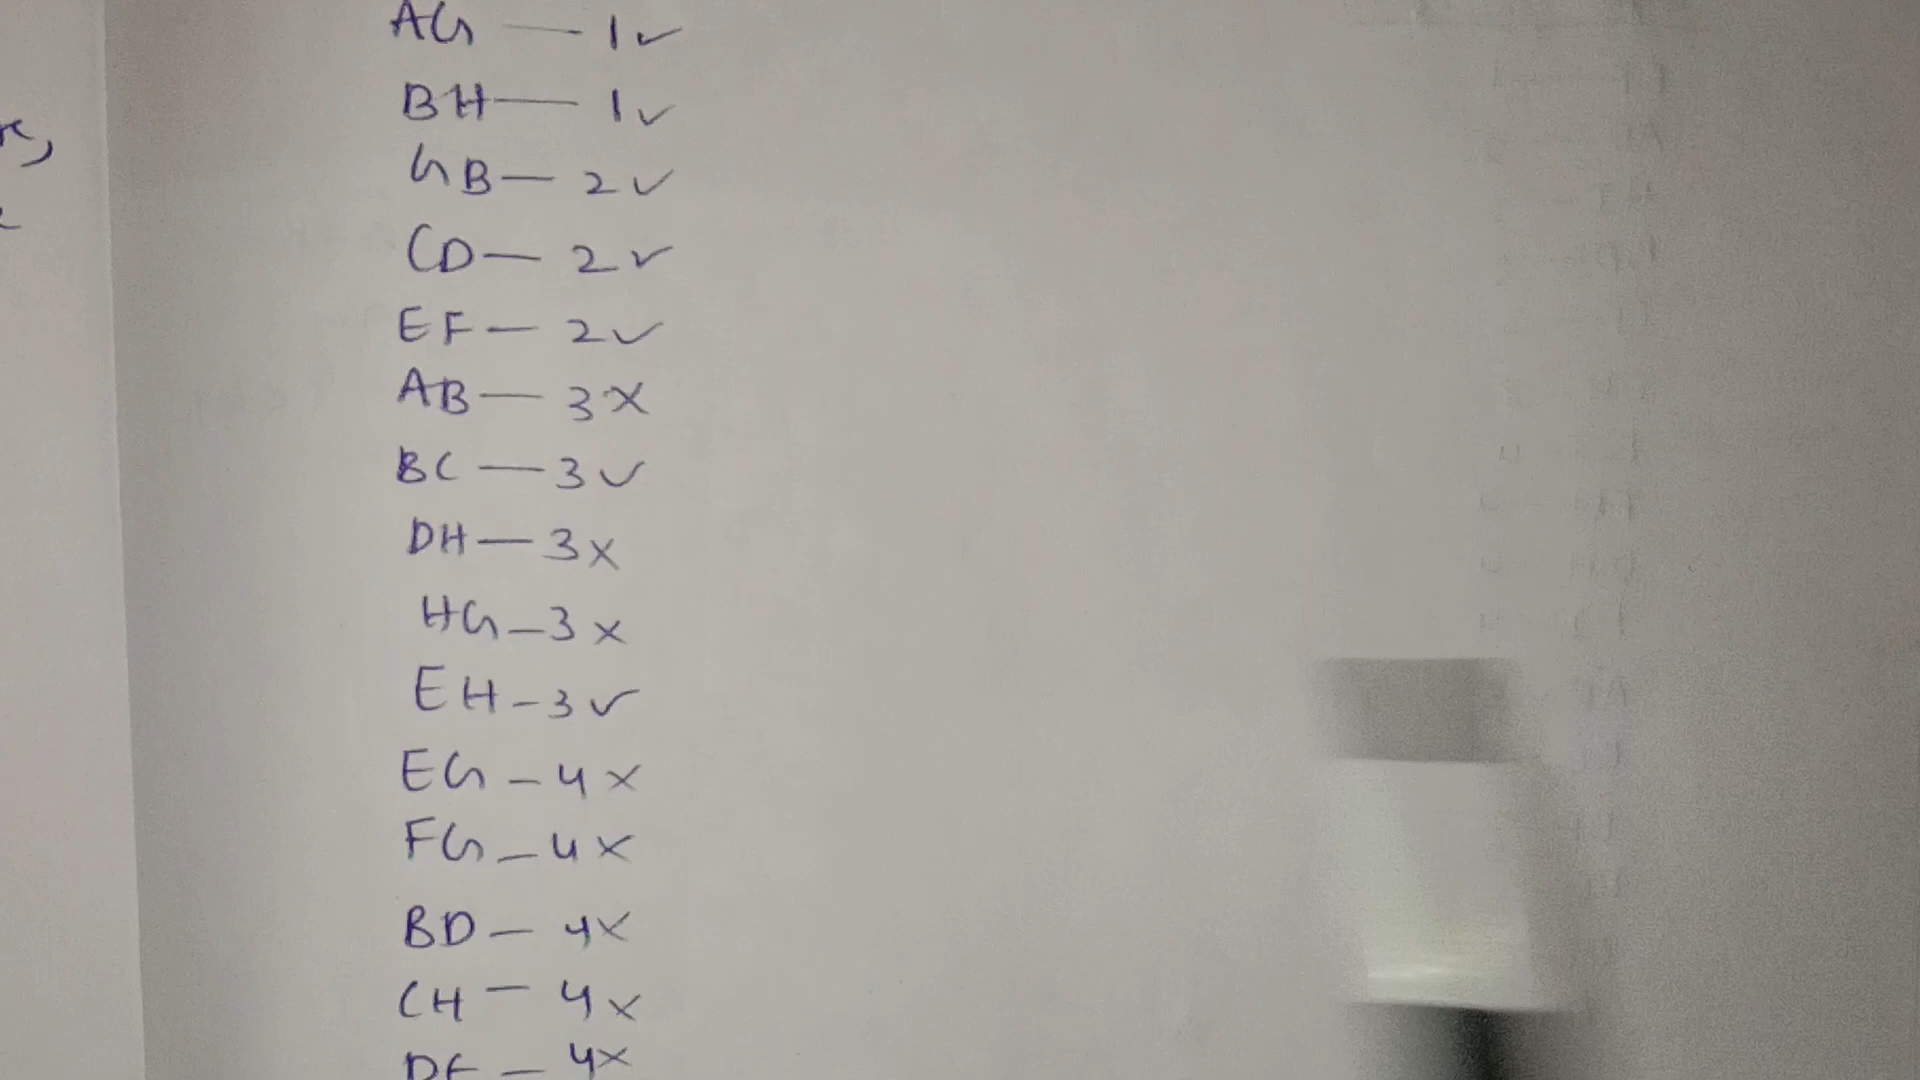 AG — 1 ✓
BH — 1 ✓
GB — 2 ✓
CD — 2 ✓
EF — 2 ✓
AB — 3 ×
BC — 3 ✓
DH — 3 ×
HG — 3 ×
EH — 3 ✓
EG — 4 ×
FG — 4 ×
BD — 4 ×
CH — 4 ×
— 4 ×